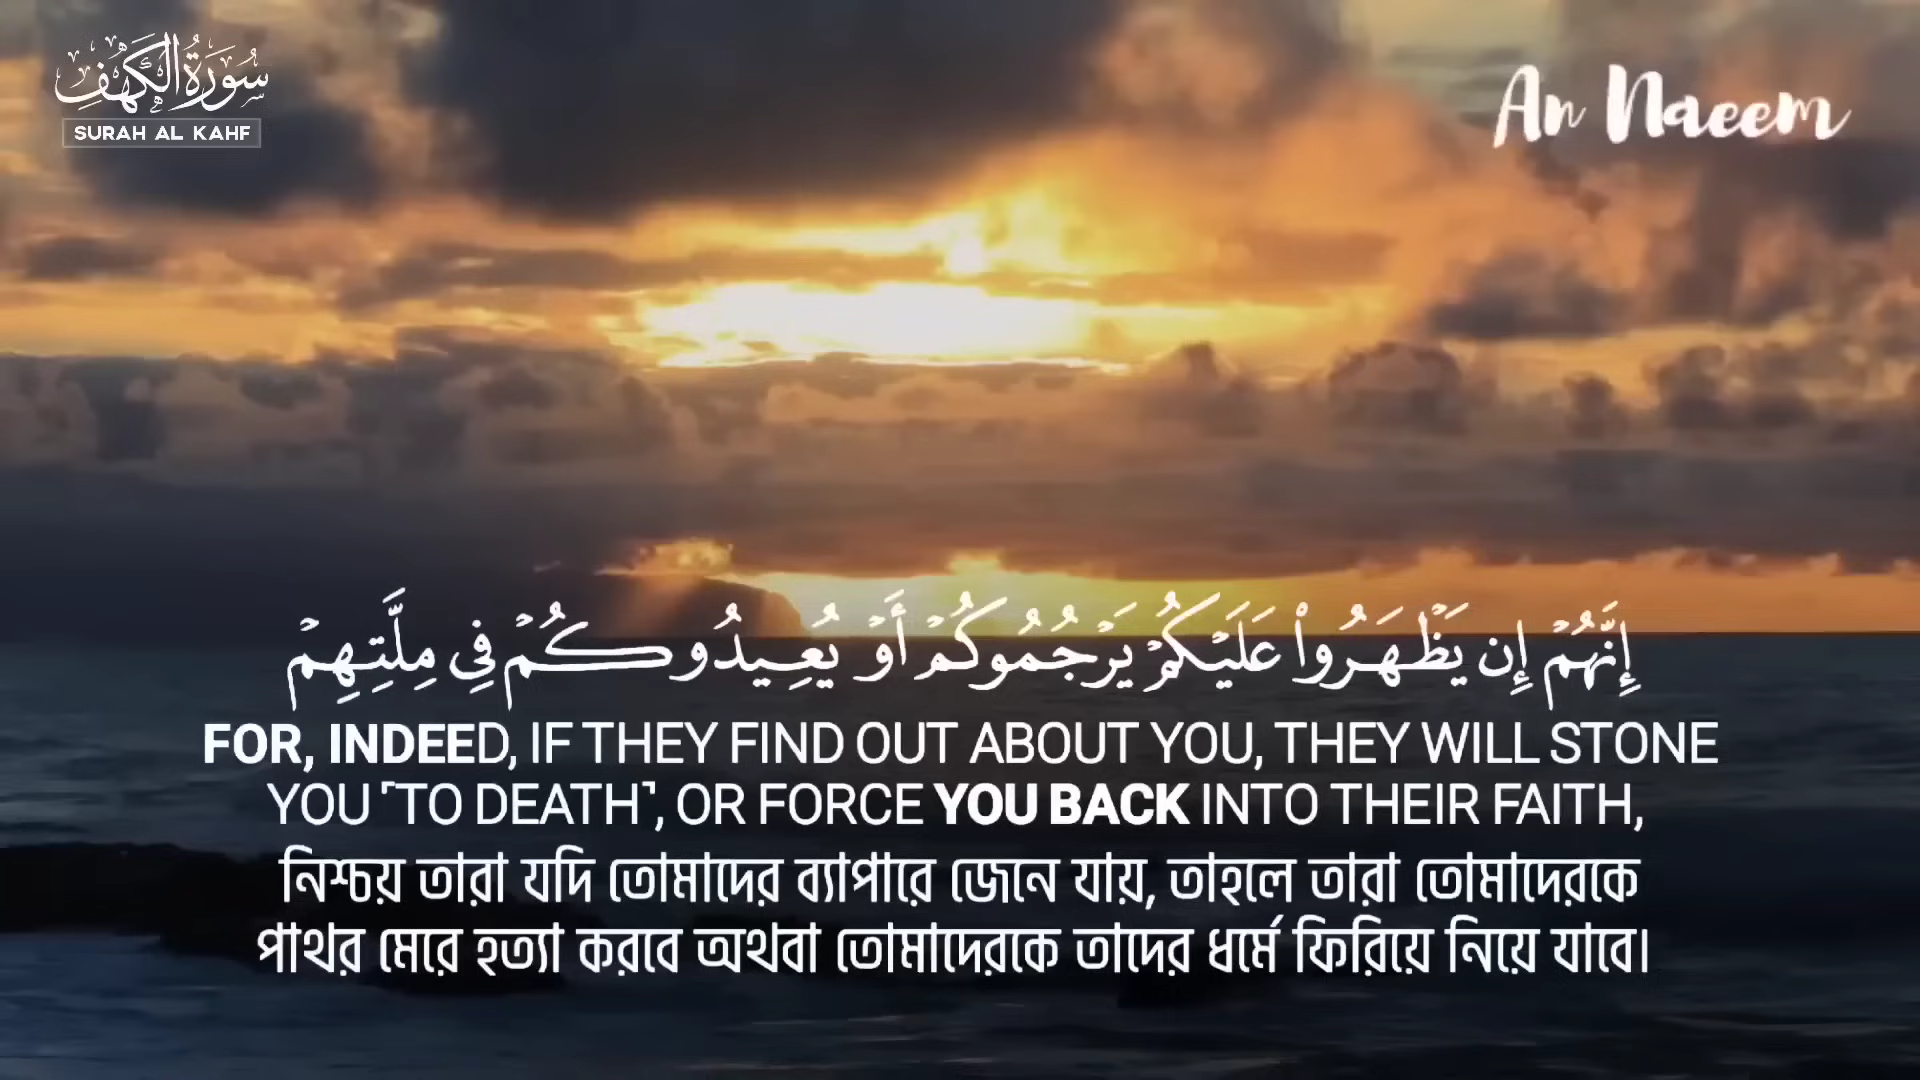 سُورَةُ الْكَهْفِ
SURAH AL KAHF
An Naeem
إِنَّهُمْ إِن يَظْهَرُوا۟ عَلَيْكُمْ يَرْجُمُوكُمْ أَوْ يُعِيدُوكُمْ فِى مِلَّتِهِمْ
FOR, INDEED, IF THEY FIND OUT ABOUT YOU, THEY WILL STONE
YOU ˹TO DEATH˺, OR FORCE YOU BACK INTO THEIR FAITH,
নিশ্চয় তারা যদি তোমাদের ব্যাপারে জেনে যায়, তাহলে তারা তোমাদেরকে
পাথর মেরে হত্যা করবে অথবা তোমাদেরকে তাদের ধর্মে ফিরিয়ে নিয়ে যাবে।